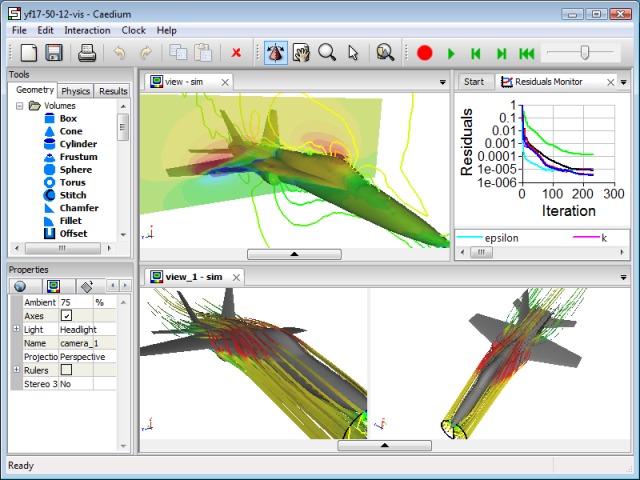 yf17-50-12-vis - Caedium
File Edit Interaction Clock Help
Tools
Geometry Physics Results
Volumes
Box
Cone
Cylinder
Frustum
Sphere
Torus
Stitch
Chamfer
Fillet
Offset
view - sim
Start Residuals Monitor
Residuals
1
0.1
0.01
0.001
0.0001
1e-005
1e-006
0 100 200 300
Iteration
epsilon k
Properties
Ambient 75 %
Axes
Light Headlight
Name camera_1
Projectio Perspective
Rulers
Stereo 3 No
view_1 - sim
Ready